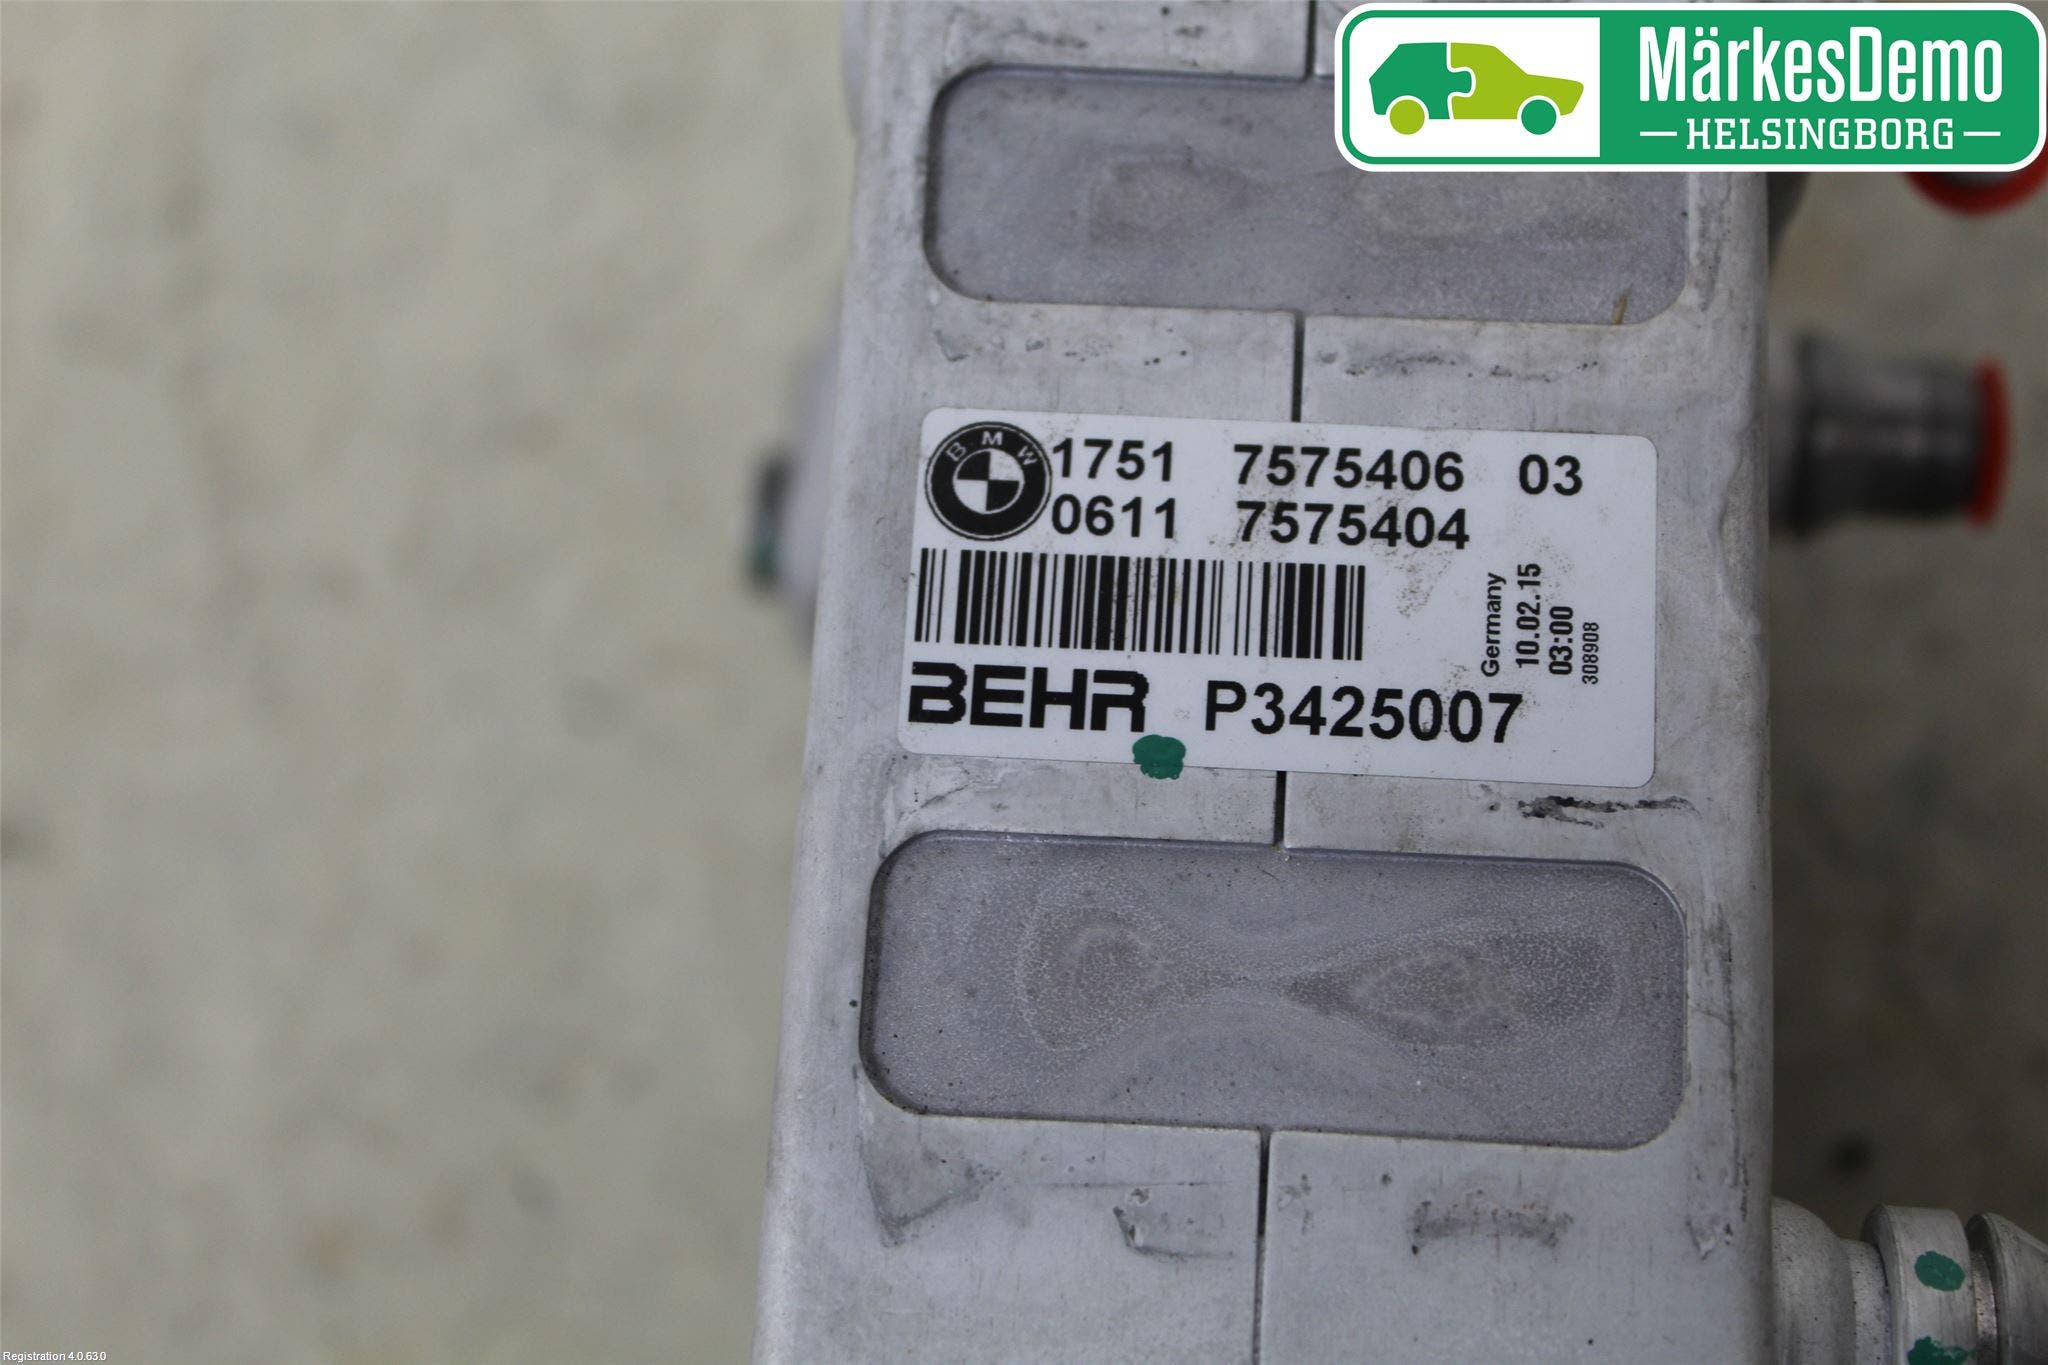 MärkesDemo
HELSINGBORG
BMW
1751 7575406 03
0611 7575404
Germany
10.02.15
03:00
308908
BEHR P3425007
Registration 4.0.63.0